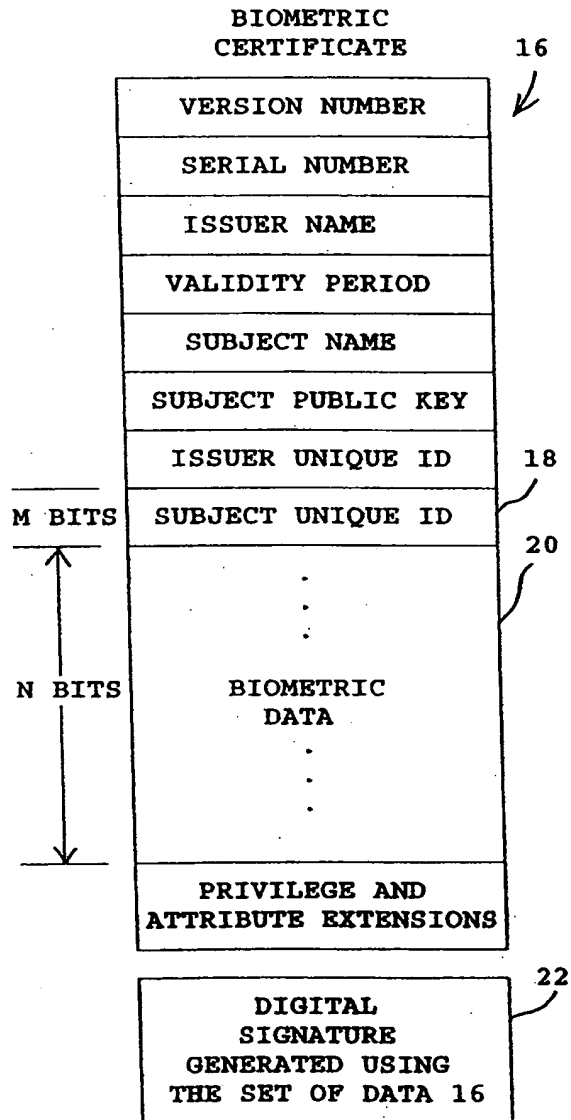 BIOMETRIC
CERTIFICATE
16
VERSION NUMBER
SERIAL NUMBER
ISSUER NAME
VALIDITY PERIOD
SUBJECT NAME
SUBJECT PUBLIC KEY
ISSUER UNIQUE ID
18
M BITS
SUBJECT UNIQUE ID
20
N BITS
BIOMETRIC
DATA
PRIVILEGE AND
ATTRIBUTE EXTENSIONS
22
DIGITAL
SIGNATURE
GENERATED USING
THE SET OF DATA 16